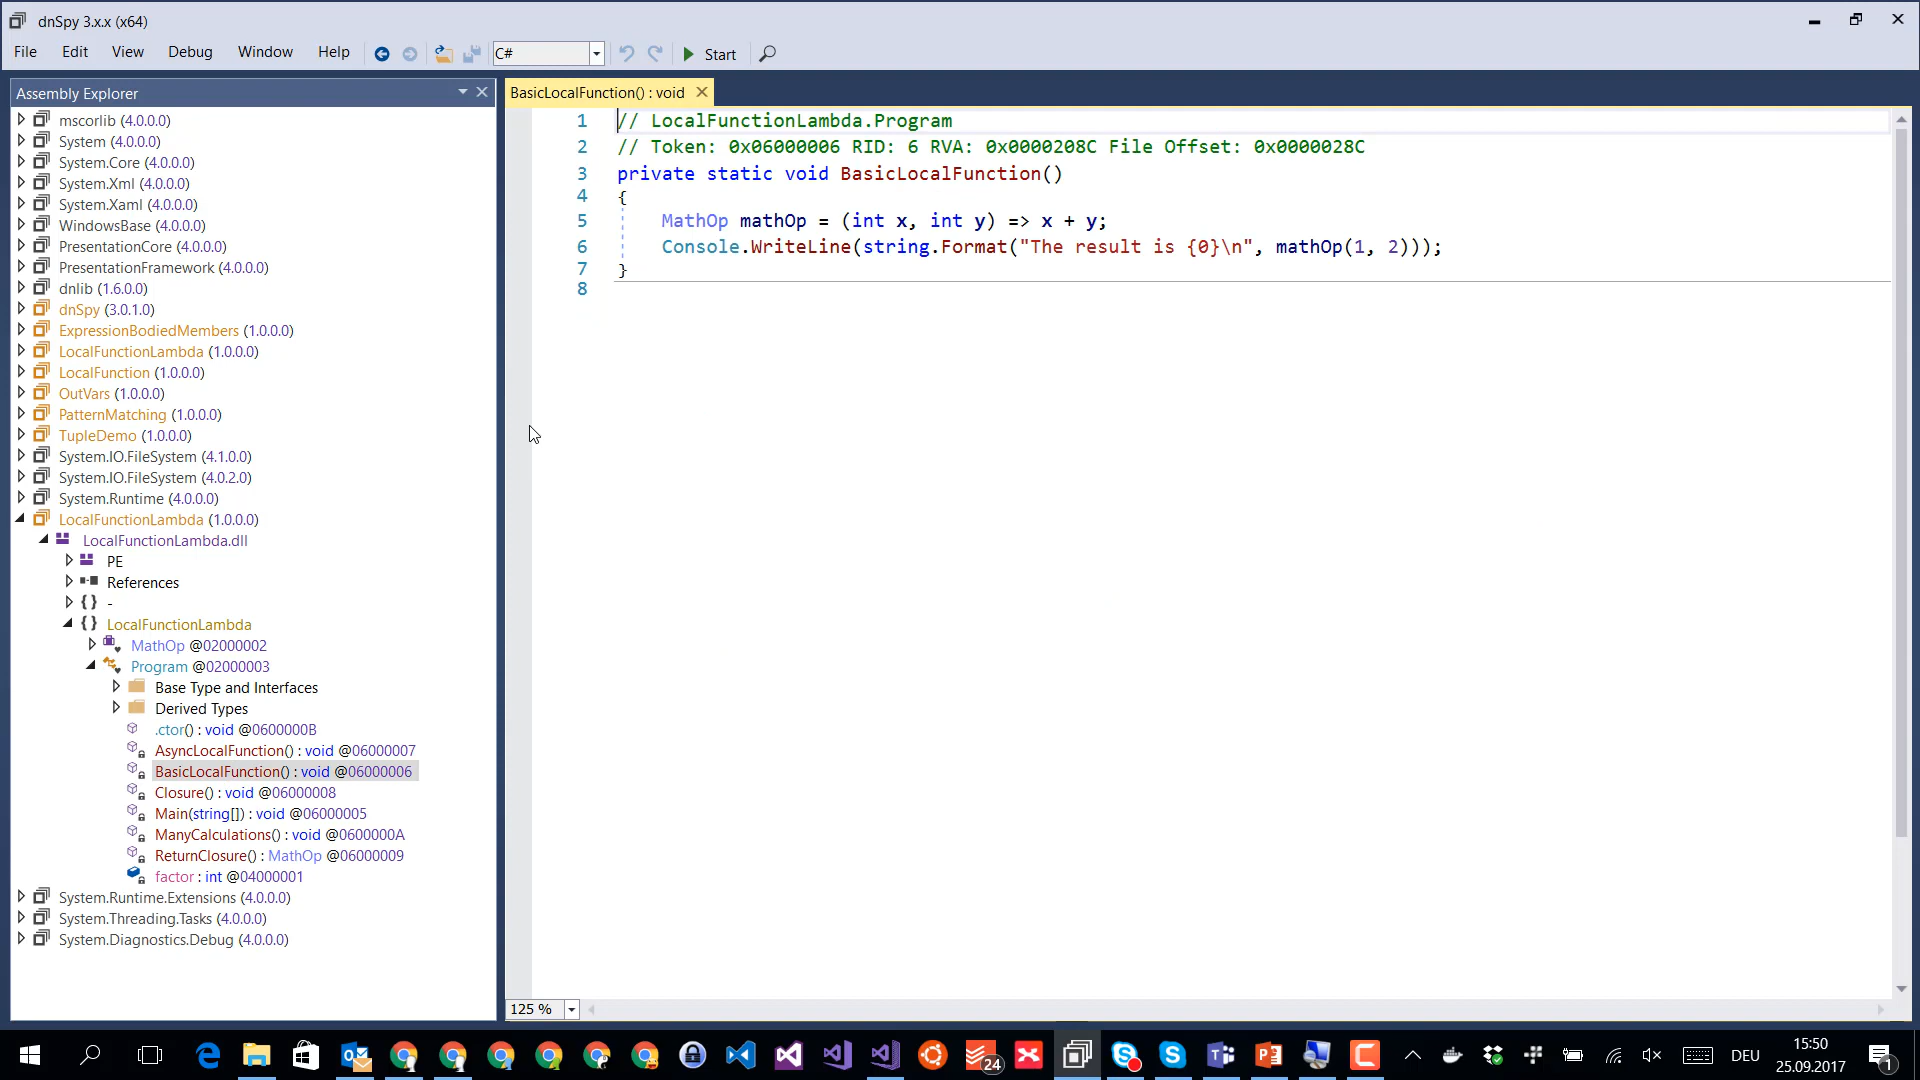 dnSpy 3.x.x (x64)
File Edit View Debug Window Help C# Start
Assembly Explorer
mscorlib (4.0.0.0)
System (4.0.0.0)
System.Core (4.0.0.0)
System.Xml (4.0.0.0)
System.Xaml (4.0.0.0)
WindowsBase (4.0.0.0)
PresentationCore (4.0.0.0)
PresentationFramework (4.0.0.0)
dnlib (1.6.0.0)
dnSpy (3.0.1.0)
ExpressionBodiedMembers (1.0.0.0)
LocalFunctionLambda (1.0.0.0)
LocalFunction (1.0.0.0)
OutVars (1.0.0.0)
PatternMatching (1.0.0.0)
TupleDemo (1.0.0.0)
System.IO.FileSystem (4.1.0.0)
System.IO.FileSystem (4.0.2.0)
System.Runtime (4.0.0.0)
LocalFunctionLambda (1.0.0.0)
LocalFunctionLambda.dll
PE
References
{ } -
{ } LocalFunctionLambda
MathOp @02000002
Program @02000003
Base Type and Interfaces
Derived Types
.ctor() : void @0600000B
AsyncLocalFunction() : void @06000007
BasicLocalFunction() : void @06000006
Closure() : void @06000008
Main(string[]) : void @06000005
ManyCalculations() : void @0600000A
ReturnClosure() : MathOp @06000009
factor : int @04000001
System.Runtime.Extensions (4.0.0.0)
System.Threading.Tasks (4.0.0.0)
System.Diagnostics.Debug (4.0.0.0)
BasicLocalFunction() : void
1 // LocalFunctionLambda.Program
2 // Token: 0x06000006 RID: 6 RVA: 0x0000208C File Offset: 0x0000028C
3 private static void BasicLocalFunction()
4 {
5 MathOp mathOp = (int x, int y) => x + y;
6 Console.WriteLine(string.Format("The result is {0}\n", mathOp(1, 2)));
7 }
8
125 %
24
DEU
15:50
25.09.2017
1